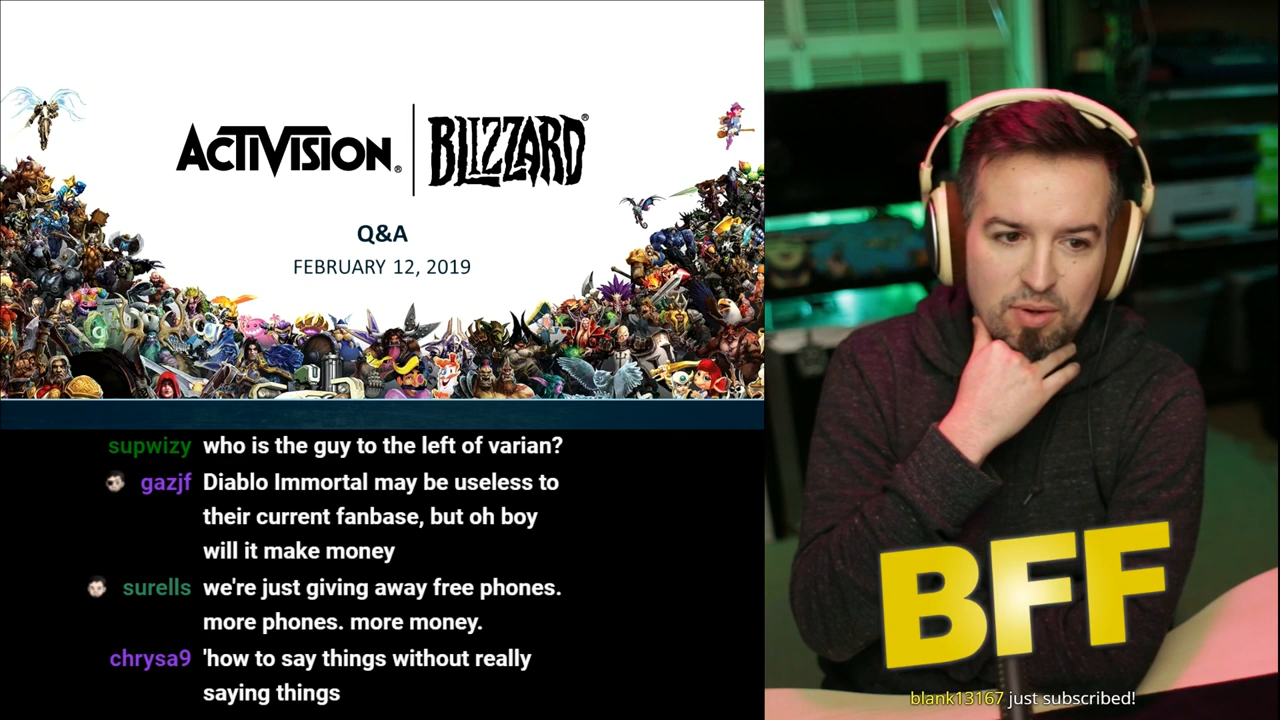 ACTIVISION® | BLIZZARD®
Q&A
FEBRUARY 12, 2019
supwizy who is the guy to the left of varian?
gazjf Diablo Immortal may be useless to
their current fanbase, but oh boy
will it make money
surells we're just giving away free phones.
more phones. more money.
chrysa9 'how to say things without really
saying things
BFF
blank13167 just subscribed!